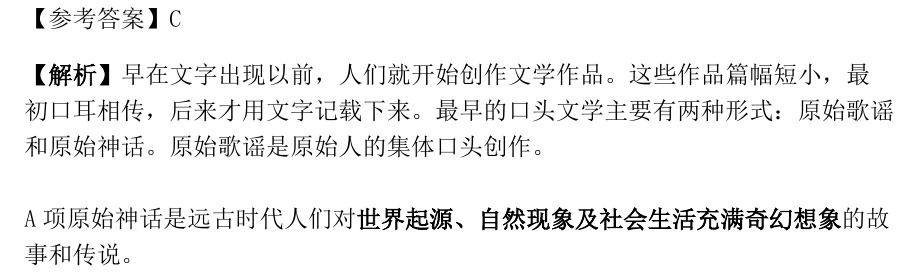 【参考答案】C
【解析】早在文字出现以前，人们就开始创作文学作品。这些作品篇幅短小，最
初口耳相传，后来才用文字记载下来。最早的口头文学主要有两种形式：原始歌谣
和原始神话。原始歌谣是原始人的集体口头创作。
A 项原始神话是远古时代人们对世界起源、自然现象及社会生活充满奇幻想象的故
事和传说。